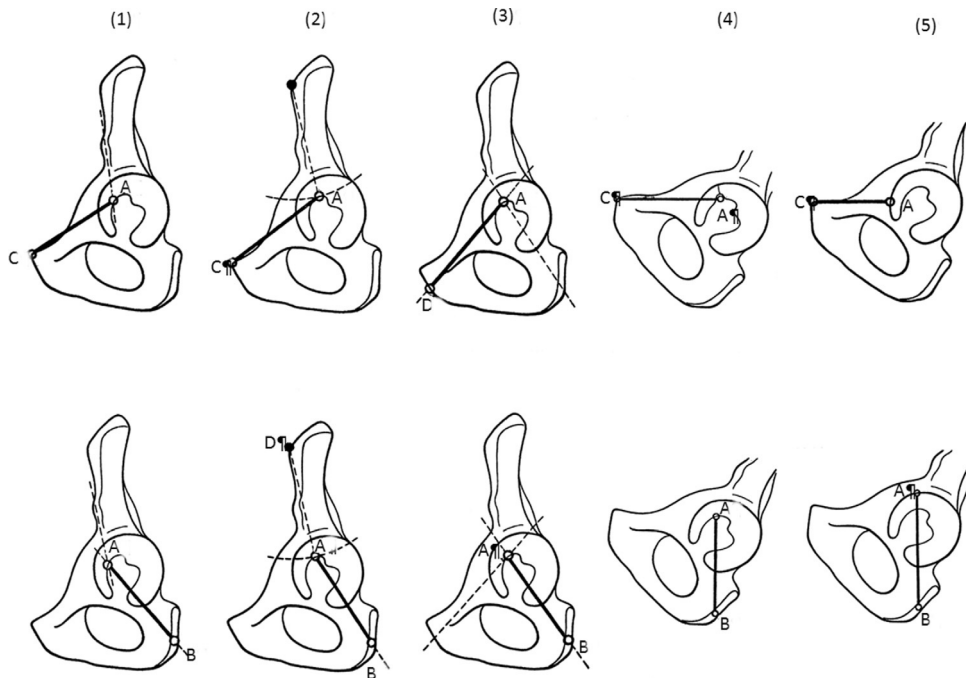 (1) (2) (3) (4) (5)
A A A C¶ A¶ C¶ A
C C¶ D
D¶
A A A¶ A A¶
B B B B B